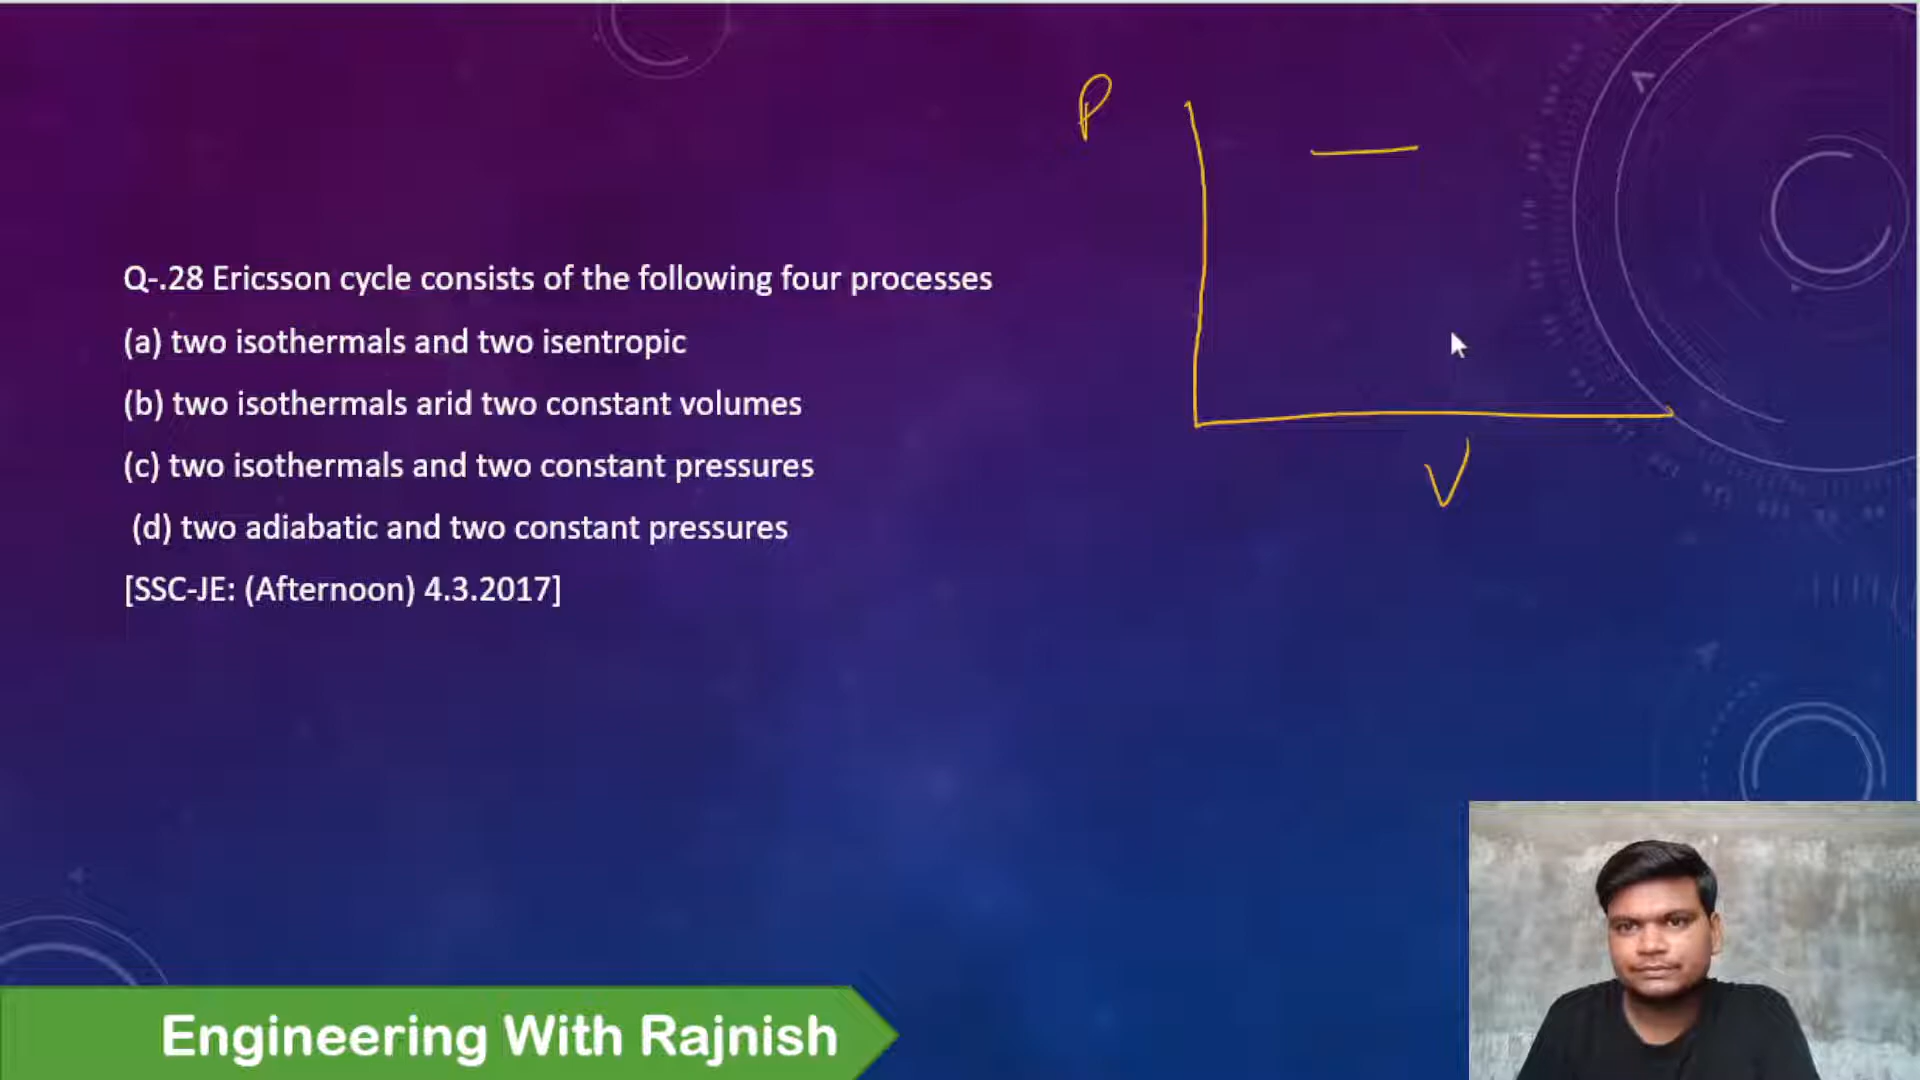 P
Q-.28 Ericsson cycle consists of the following four processes
(a) two isothermals and two isentropic
(b) two isothermals arid two constant volumes
(c) two isothermals and two constant pressures
(d) two adiabatic and two constant pressures
[SSC-JE: (Afternoon) 4.3.2017]
V
Engineering With Rajnish